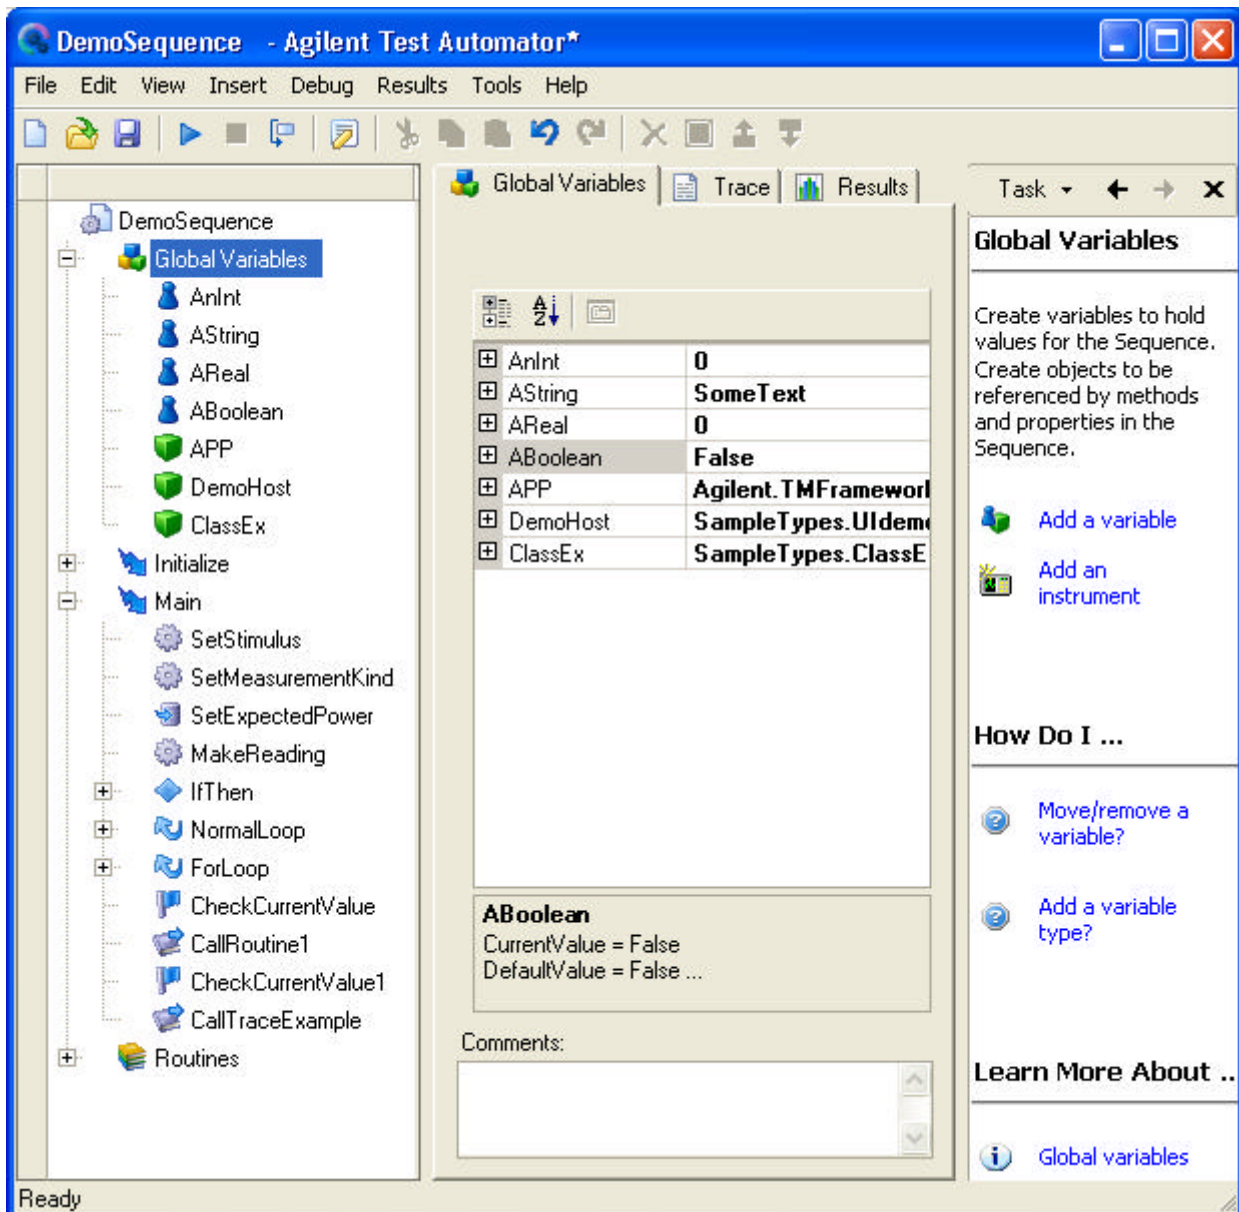 DemoSequence - Agilent Test Automator*
File Edit View Insert Debug Results Tools Help
DemoSequence
Global Variables
AnInt
AString
AReal
ABoolean
APP
DemoHost
ClassEx
Initialize
Main
SetStimulus
SetMeasurementKind
SetExpectedPower
MakeReading
IfThen
NormalLoop
ForLoop
CheckCurrentValue
CallRoutine1
CheckCurrentValue1
CallTraceExample
Routines
Global Variables Trace Results
AnInt 0
AString SomeText
AReal 0
ABoolean False
APP Agilent.TMFramework
DemoHost SampleTypes.UIdem
ClassEx SampleTypes.ClassE
ABoolean
CurrentValue = False
DefaultValue = False ...
Comments:
Task
Global Variables
Create variables to hold
values for the Sequence.
Create objects to be
referenced by methods
and properties in the
Sequence.
Add a variable
Add an
instrument
How Do I ...
Move/remove a
variable?
Add a variable
type?
Learn More About ..
Global variables
Ready